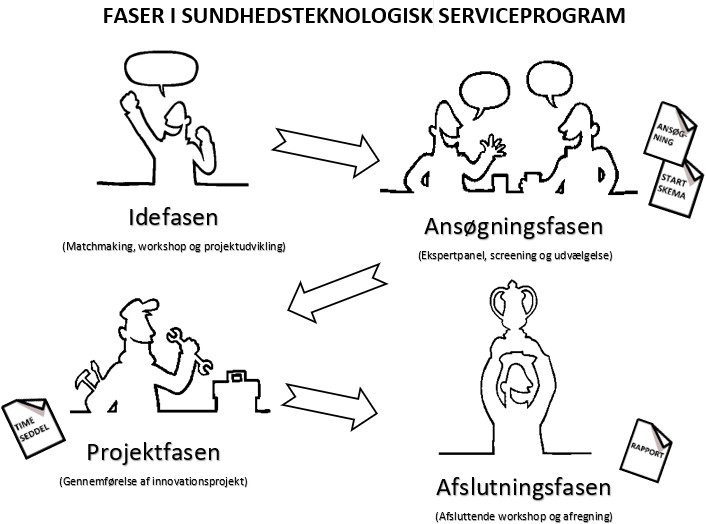 FASER I SUNDHEDSTEKNOLOGISK SERVICEPROGRAM
Idefasen
(Matchmaking, workshop og projektudvikling)
ANSØG-
NING
START
SKEMA
Ansøgningsfasen
(Ekspertpanel, screening og udvælgelse)
TIME
SEDDEL
Projektfasen
(Gennemførelse af innovationsprojekt)
RAPPORT
Afslutningsfasen
(Afsluttende workshop og afregning)